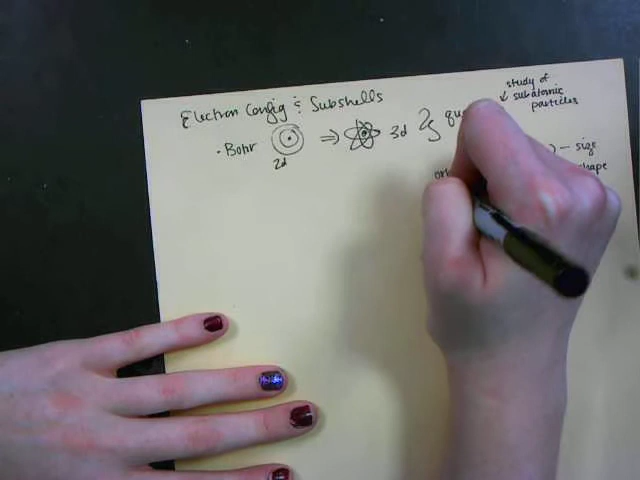 Electron Config & Subshells
study of
↓ subatomic
particles
· Bohr ⇒ 3d
2d
- size
shape